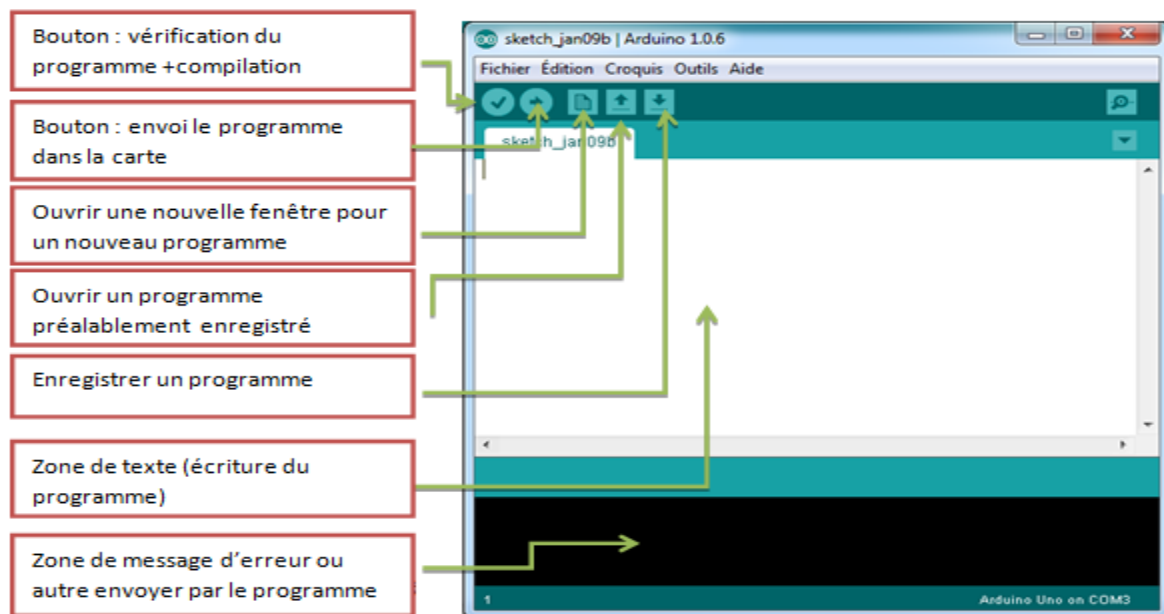 Bouton : vérification du
programme +compilation
Bouton : envoi le programme
dans la carte
Ouvrir une nouvelle fenêtre pour
un nouveau programme
Ouvrir un programme
préalablement enregistré
Enregistrer un programme
Zone de texte (écriture du
programme)
Zone de message d'erreur ou
autre envoyer par le programme
sketch_jan09b | Arduino 1.0.6
Fichier Édition Croquis Outils Aide
sketch_jan09b
1
Arduino Uno on COM3